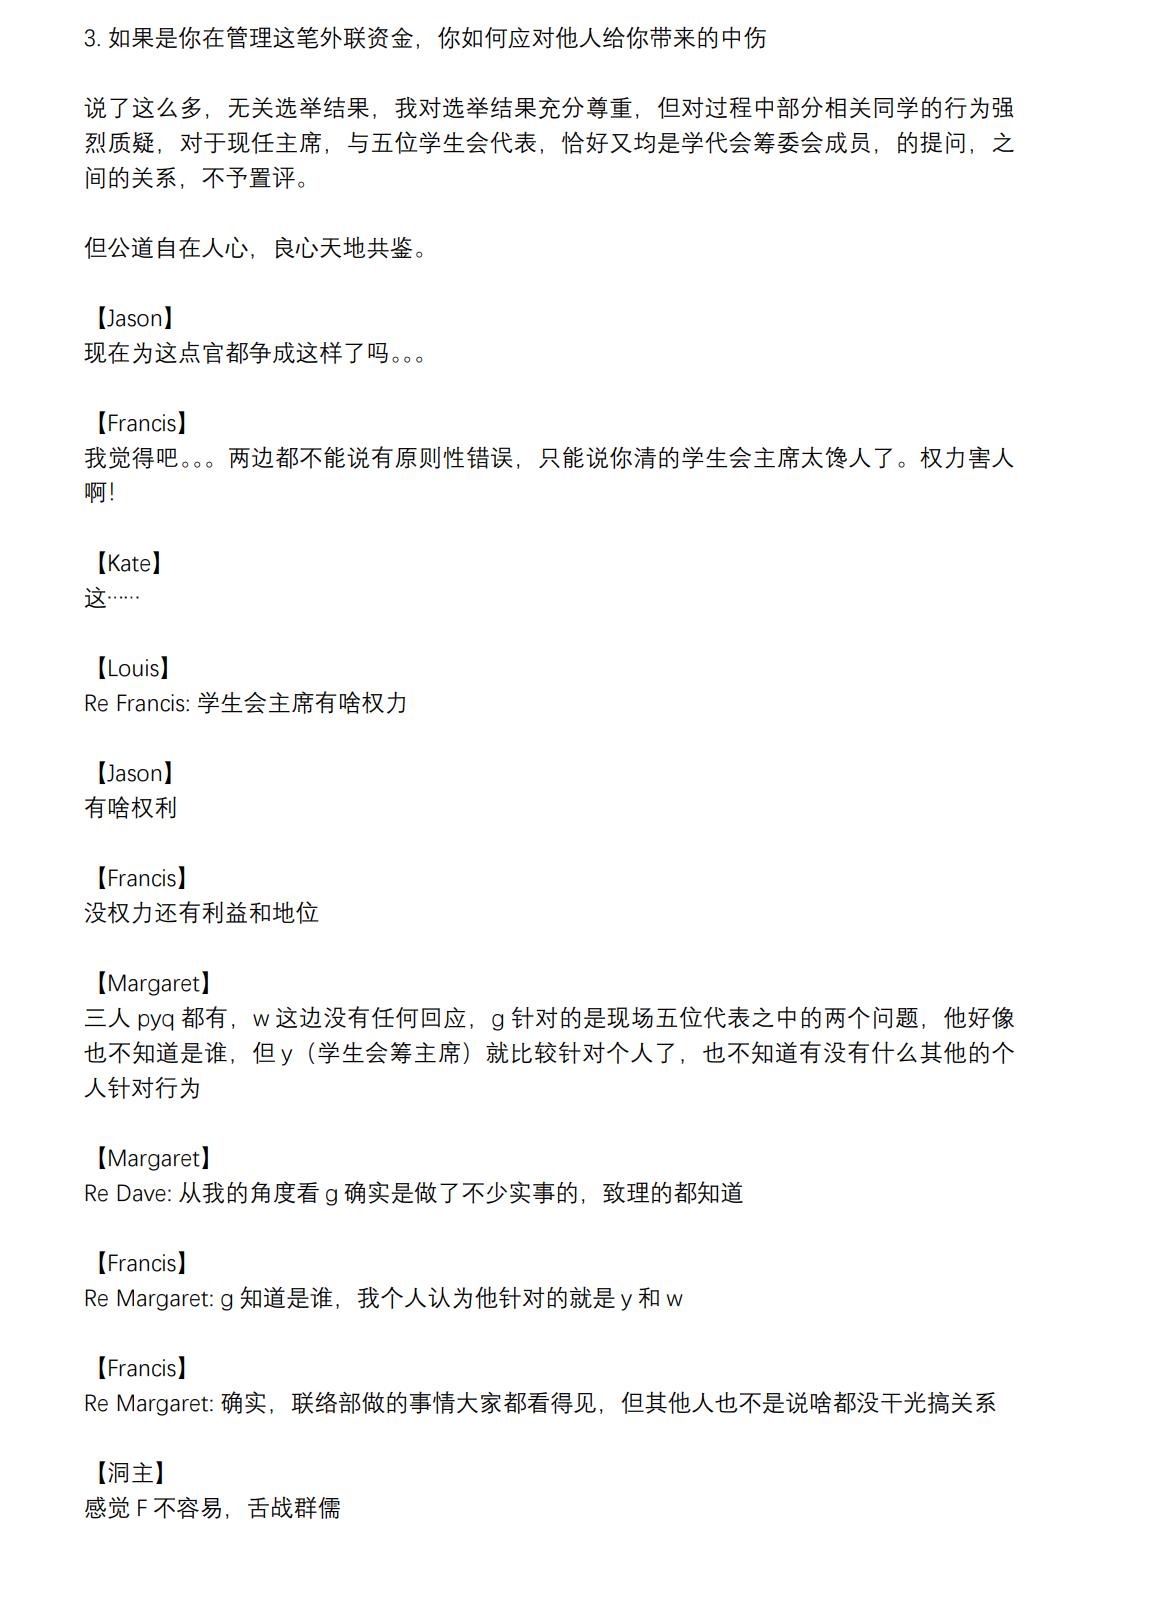 3. 如果是你在管理这笔外联资金，你如何应对他人给你带来的中伤
说了这么多，无关选举结果，我对选举结果充分尊重，但对过程中部分相关同学的行为强
烈质疑，对于现任主席，与五位学生会代表，恰好又均是学代会筹委会成员，的提问，之
间的关系，不予置评。
但公道自在人心，良心天地共鉴。
【Jason】
现在为这点官都争成这样了吗。。。
【Francis】
我觉得吧。。。两边都不能说有原则性错误，只能说你清的学生会主席太馋人了。权力害人
啊！
【Kate】
这……
【Louis】
Re Francis: 学生会主席有啥权力
【Jason】
有啥权利
【Francis】
没权力还有利益和地位
【Margaret】
三人 pyq 都有，w 这边没有任何回应，g 针对的是现场五位代表之中的两个问题，他好像
也不知道是谁，但 y（学生会筹主席）就比较针对个人了，也不知道有没有什么其他的个
人针对行为
【Margaret】
Re Dave: 从我的角度看 g 确实是做了不少实事的，致理的都知道
【Francis】
Re Margaret: g 知道是谁，我个人认为他针对的就是 y 和 w
【Francis】
Re Margaret: 确实，联络部做的事情大家都看得见，但其他人也不是说啥都没干光搞关系
【洞主】
感觉 F 不容易，舌战群儒